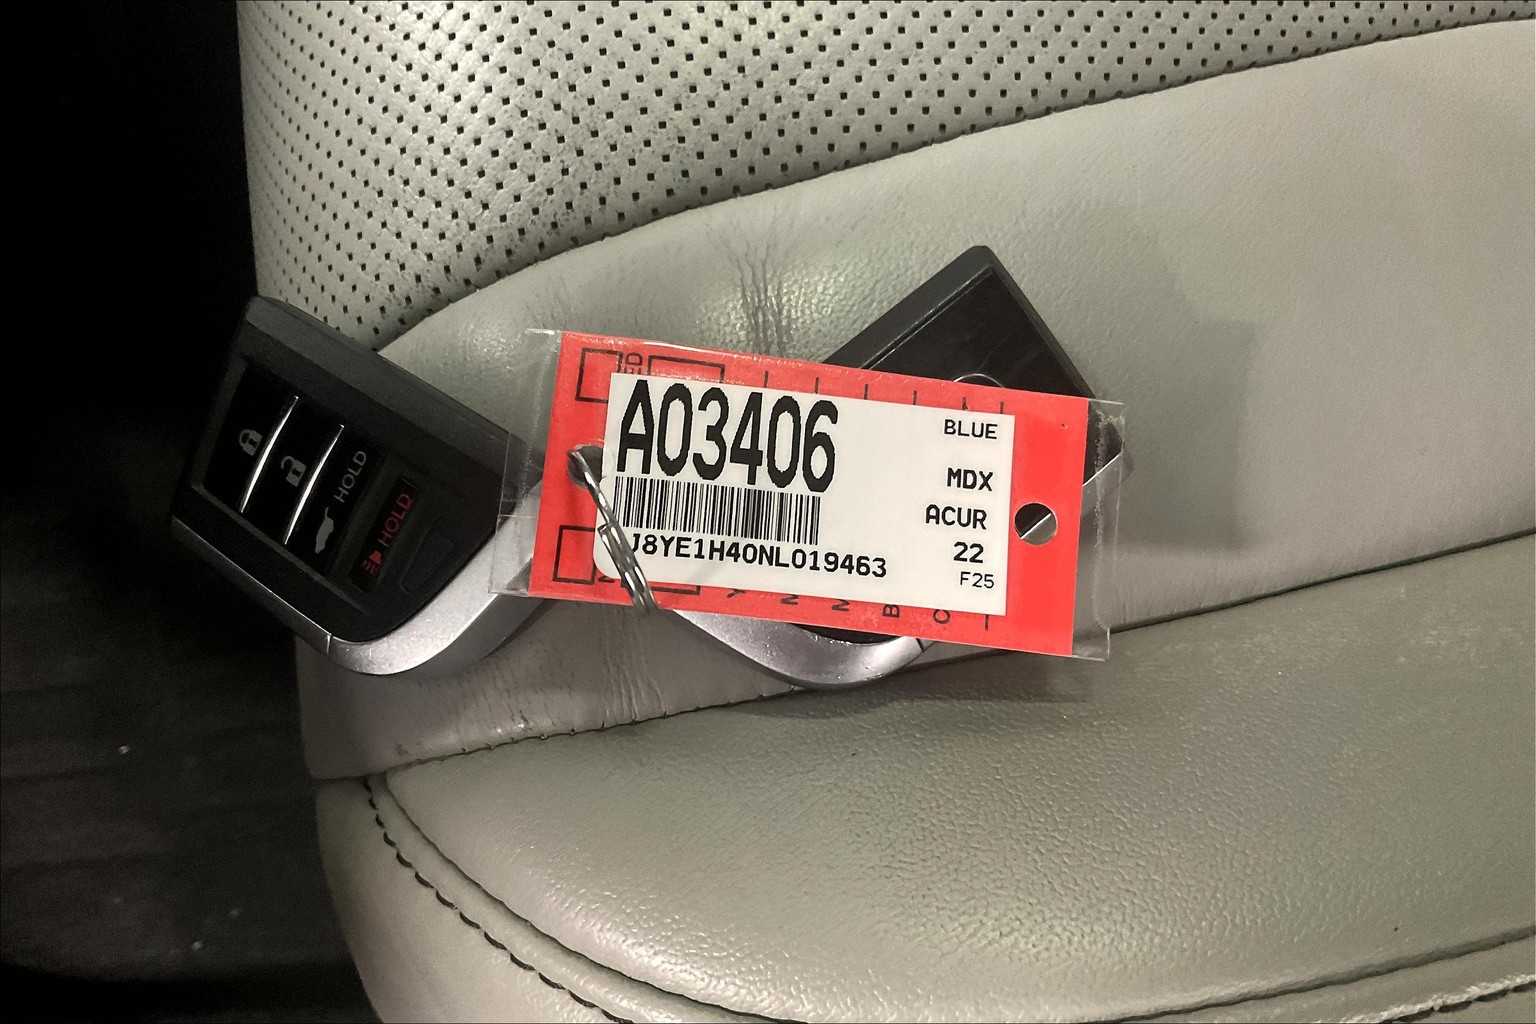 A03406
BLUE
MDX
ACUR
22
F25
J8YE1H40NL019463
HOLD
HOLD